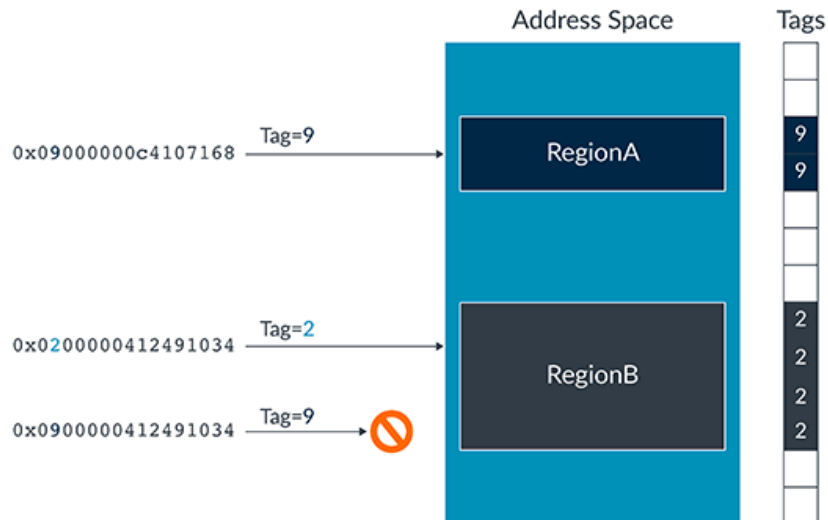 Address Space
Tags
0x09000000c4107168
Tag=9
RegionA
9
9
0x0200000412491034
Tag=2
RegionB
2
2
2
2
0x0900000412491034
Tag=9